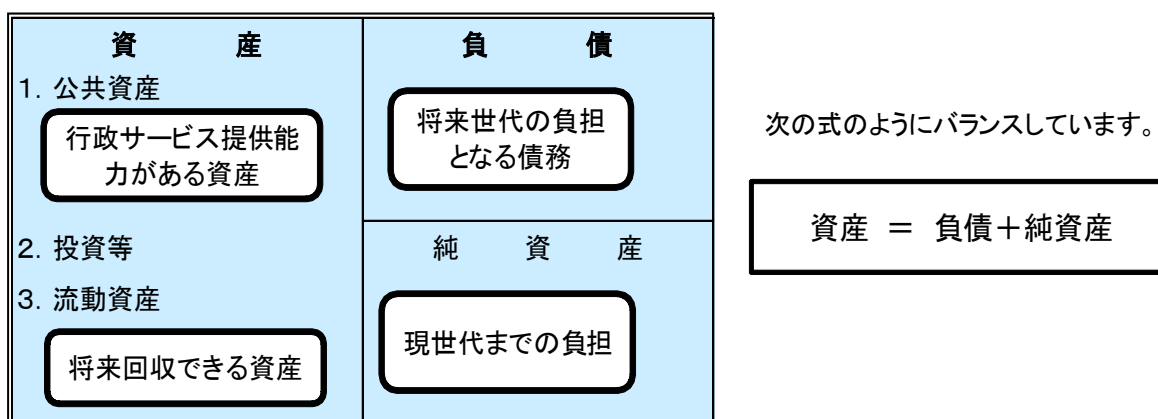 資　　　産
1. 公共資産
行政サービス提供能
力がある資産
2. 投資等
3. 流動資産
将来回収できる資産
負　　　債
将来世代の負担
となる債務
純　　資　　産
現世代までの負担
次の式のようにバランスしています。
資産 ＝ 負債＋純資産